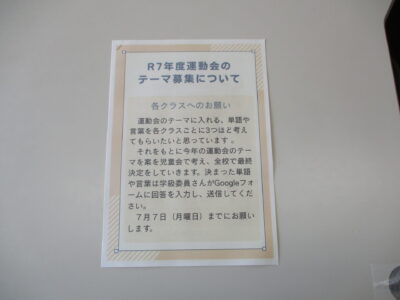 R7年度運動会の
テーマ募集について
各クラスへのお願い
運動会のテーマに入れる、単語や
言葉を各クラスごとに3つほど考え
てもらいたいと思っています 。
それをもとに今年の運動会のテー
マを案を児童会で考え、全校で最終
決定をしていきます。決まった単語
や言葉は学級委員さんがGoogleフォ
ームに回答を入力し、送信してくだ
さい。
７月７日（月曜日）までにお願い
します。